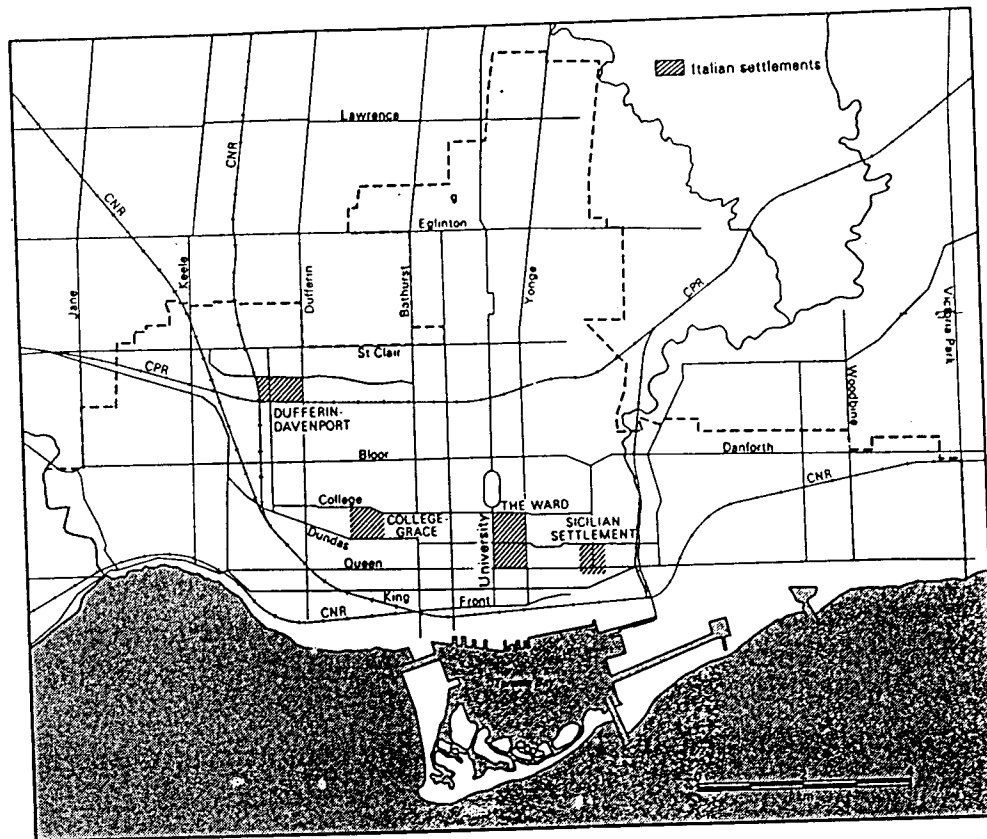 Italian settlements
Lawrence
CNR
CNR
g
Eglinton
Jane
Keele
Dufferin
Bathurst
Yonge
CPR
Victoria Park
St Clair
CPR
Woodbine
DUFFERIN-
DAVENPORT
Bloor
Danforth
CNR
College
THE WARD
COLLEGE-
GRACE
SICILIAN
SETTLEMENT
Dundas
University
Queen
King
Front
CNR